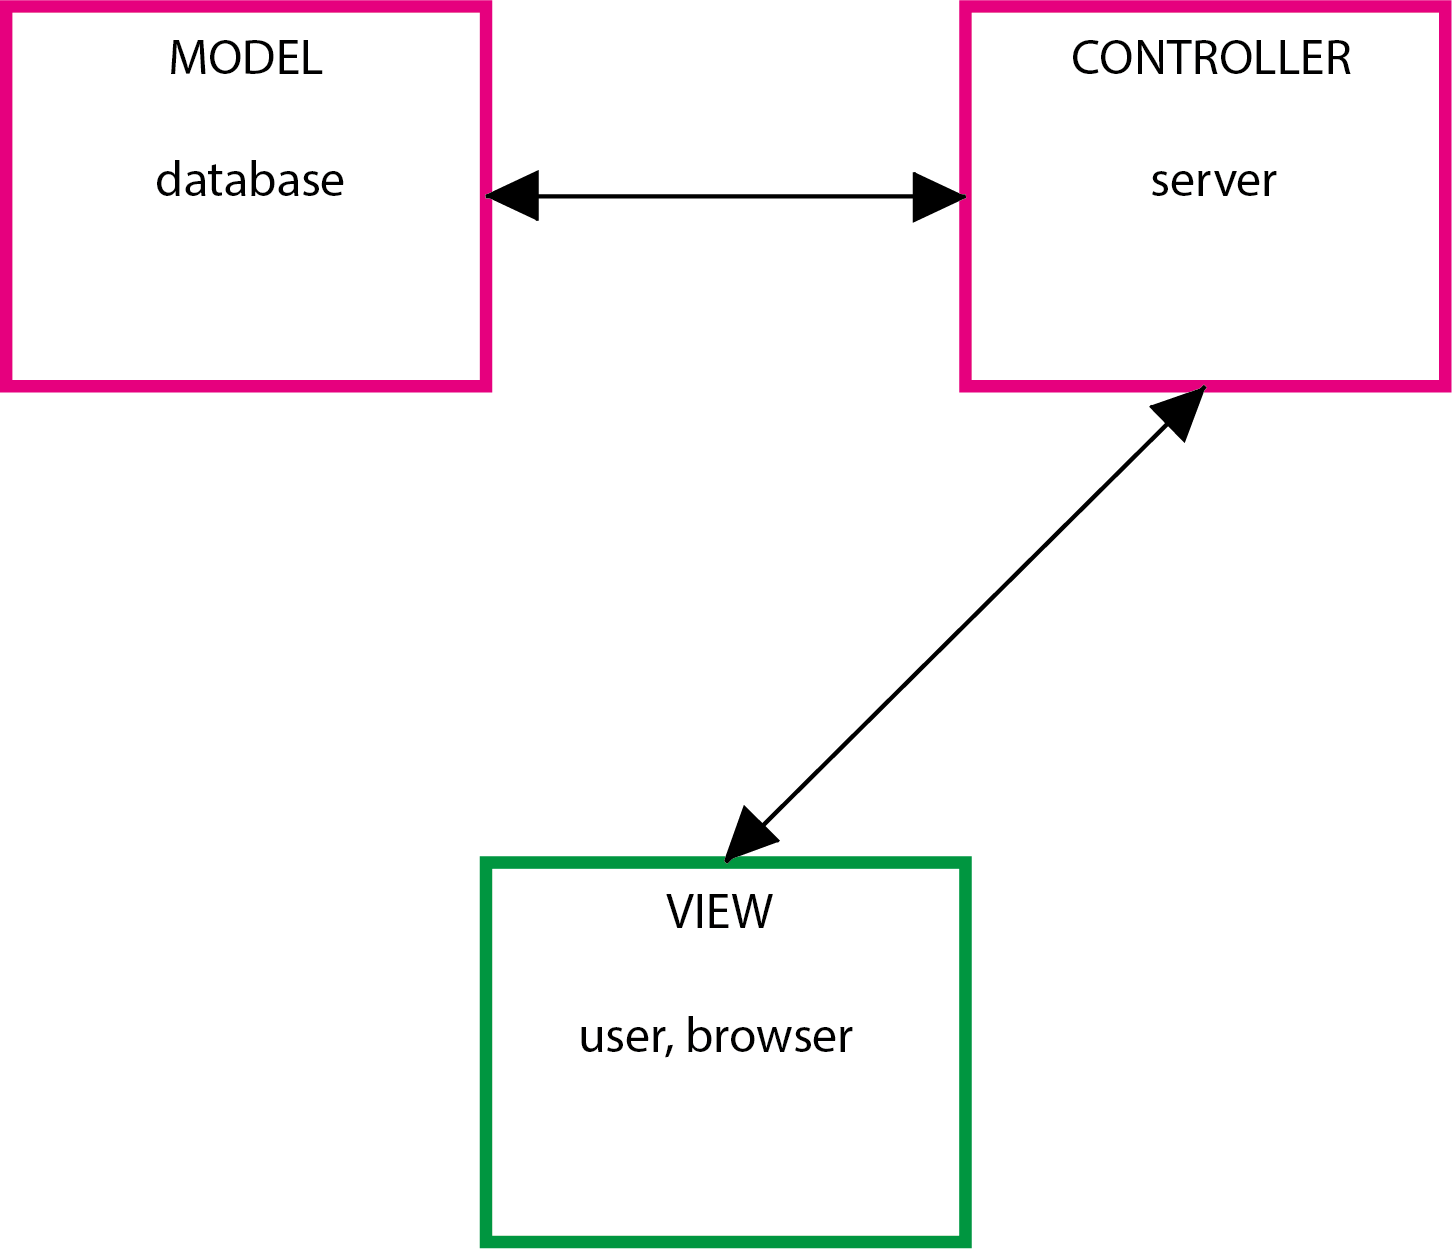 MODEL
database
CONTROLLER
server
VIEW
user, browser